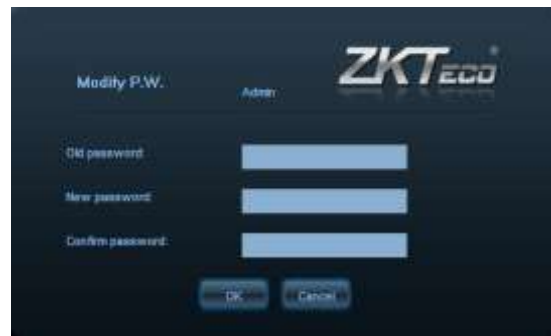 ZKTECO®
Modify P.W. Admin
Old password
New password
Confirm password
OK Cancel